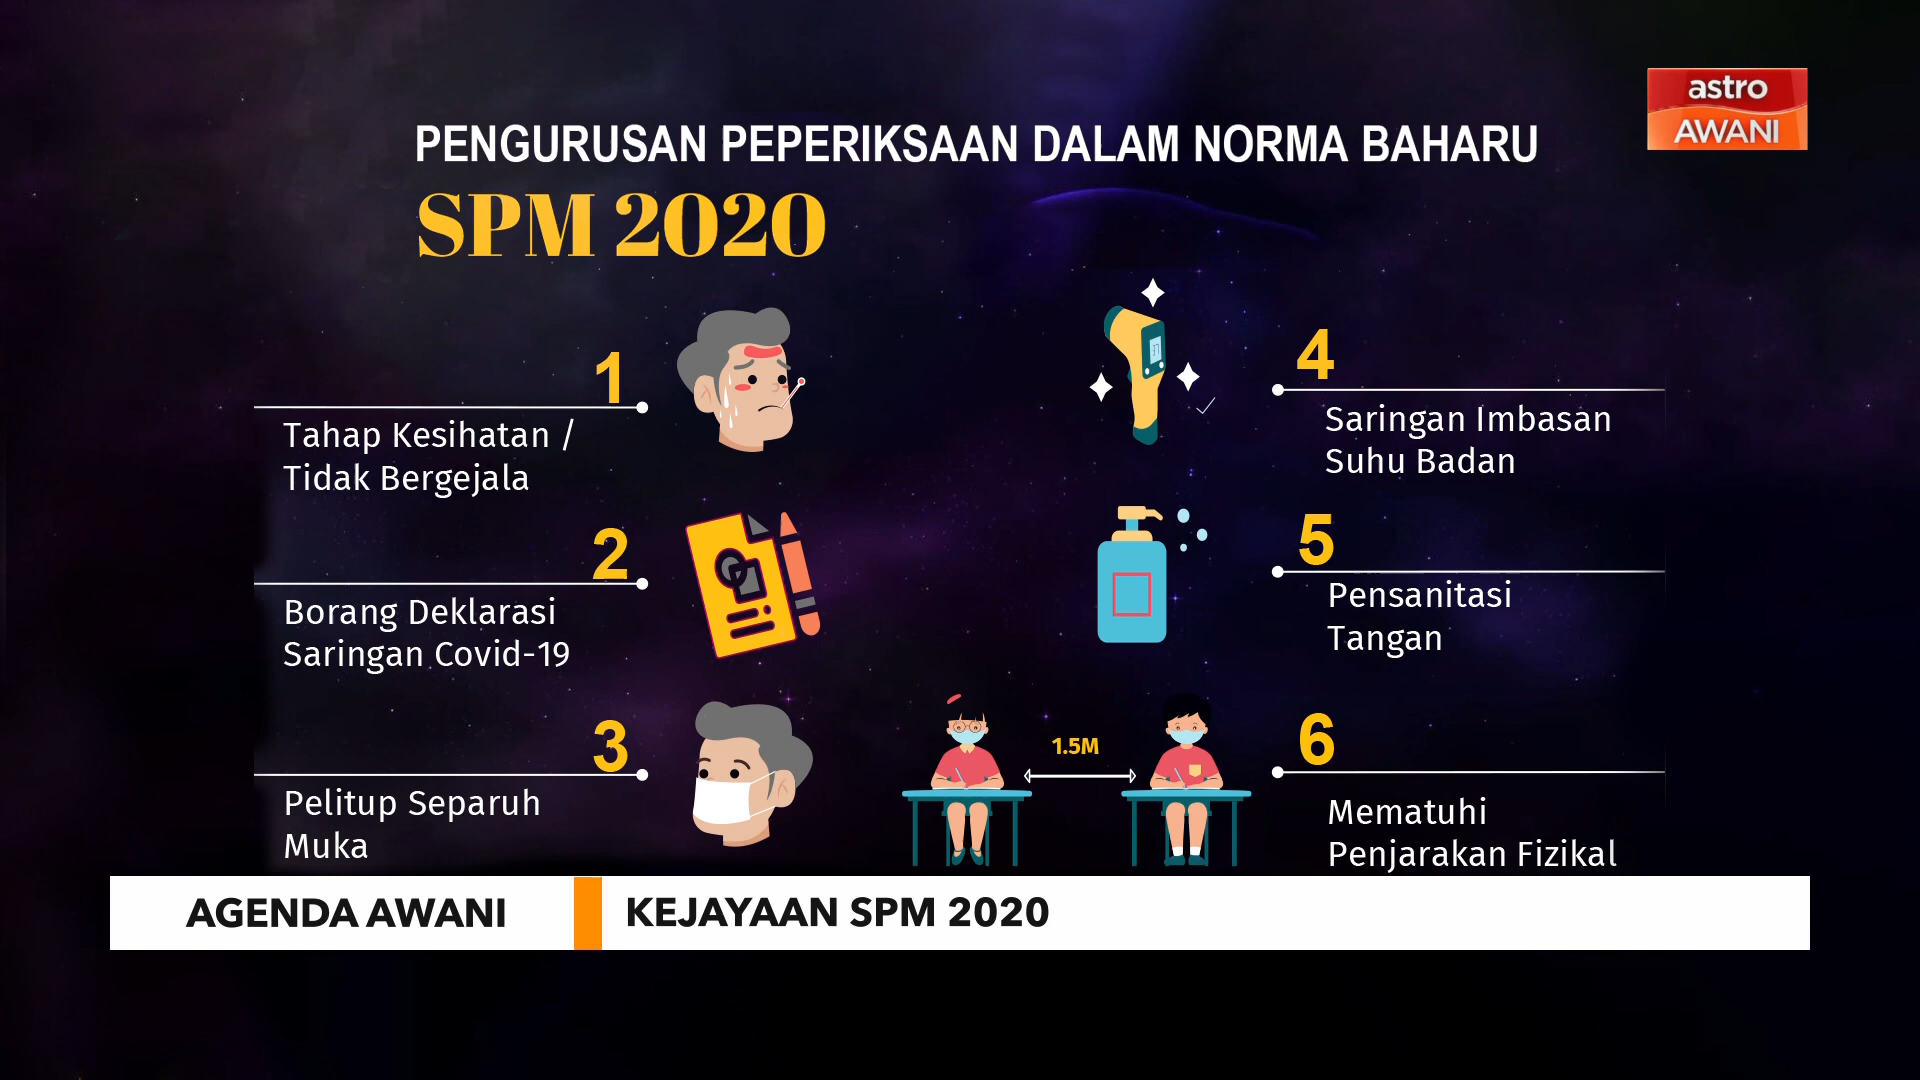 astro
AWANI
PENGURUSAN PEPERIKSAAN DALAM NORMA BAHARU
SPM 2020
1
Tahap Kesihatan /
Tidak Bergejala
2
Borang Deklarasi
Saringan Covid-19
3
Pelitup Separuh
Muka
4
Saringan Imbasan
Suhu Badan
5
Pensanitasi
Tangan
1.5M
6
Mematuhi
Penjarakan Fizikal
AGENDA AWANI
KEJAYAAN SPM 2020